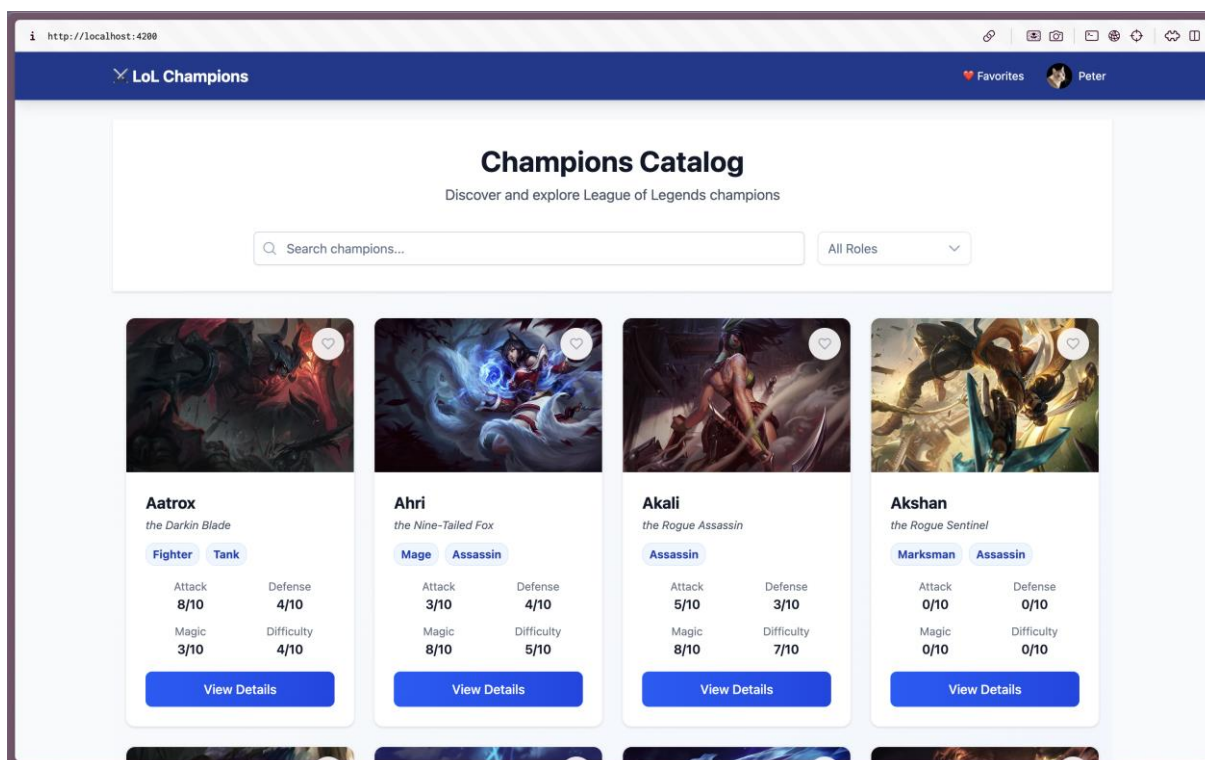 i http://localhost:4200
LoL Champions
Favorites
Peter
Champions Catalog
Discover and explore League of Legends champions
Search champions...
All Roles
Aatrox
the Darkin Blade
Fighter Tank
Attack Defense
8/10 4/10
Magic Difficulty
3/10 4/10
View Details
Ahri
the Nine-Tailed Fox
Mage Assassin
Attack Defense
3/10 4/10
Magic Difficulty
8/10 5/10
View Details
Akali
the Rogue Assassin
Assassin
Attack Defense
5/10 3/10
Magic Difficulty
8/10 7/10
View Details
Akshan
the Rogue Sentinel
Marksman Assassin
Attack Defense
0/10 0/10
Magic Difficulty
0/10 0/10
View Details